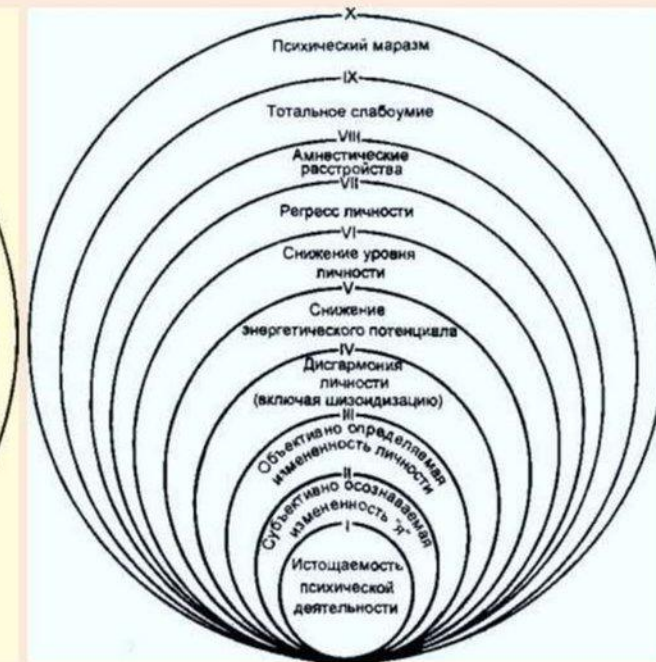 X
Психический маразм
IX
Тотальное слабоумие
VIII
Амнестические
расстройства
VII
Регресс личности
VI
Снижение уровня
личности
V
Снижение
энергетического потенциала
IV
Дисгармония
личности
(включая шизоидизацию)
III
Объективно определяемая
измененность личности
II
Субъективно осознаваемая
измененность "я"
I
Истощаемость
психической
деятельности